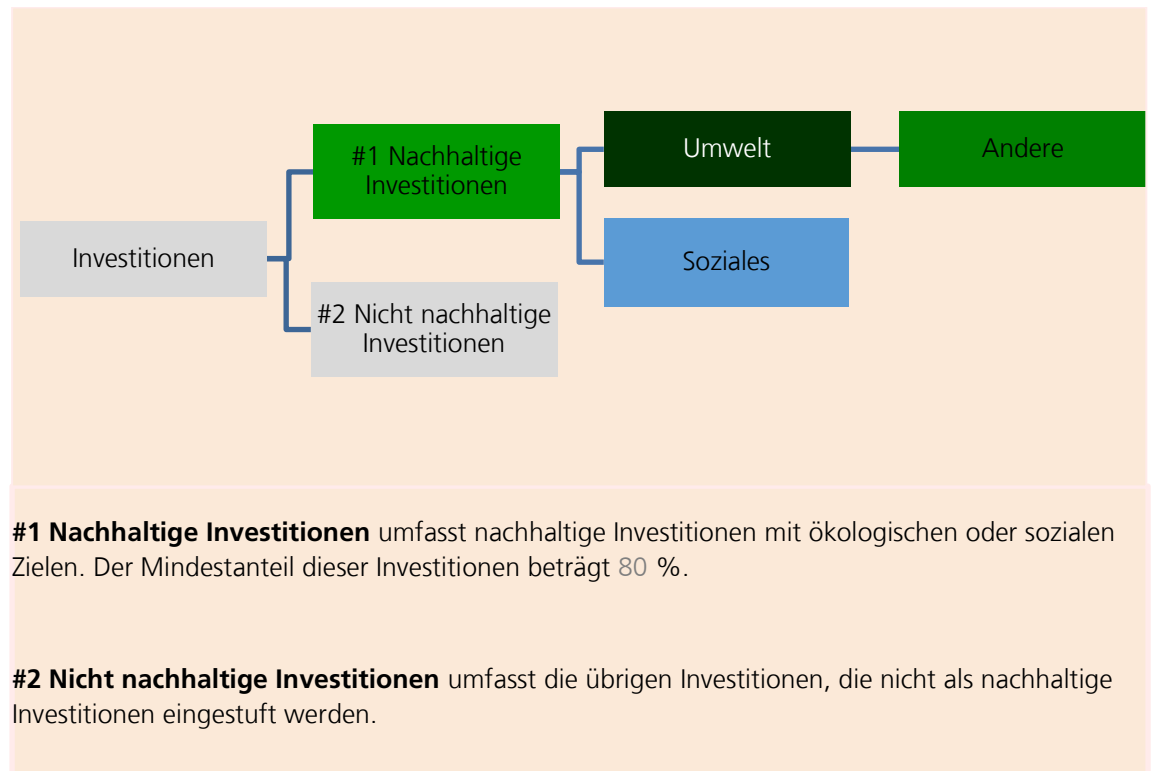 Umwelt
Andere
#1 Nachhaltige
Investitionen
Investitionen
Soziales
#2 Nicht nachhaltige
Investitionen
#1 Nachhaltige Investitionen umfasst nachhaltige Investitionen mit ökologischen oder sozialen
Zielen. Der Mindestanteil dieser Investitionen beträgt 80 %.
#2 Nicht nachhaltige Investitionen umfasst die übrigen Investitionen, die nicht als nachhaltige
Investitionen eingestuft werden.